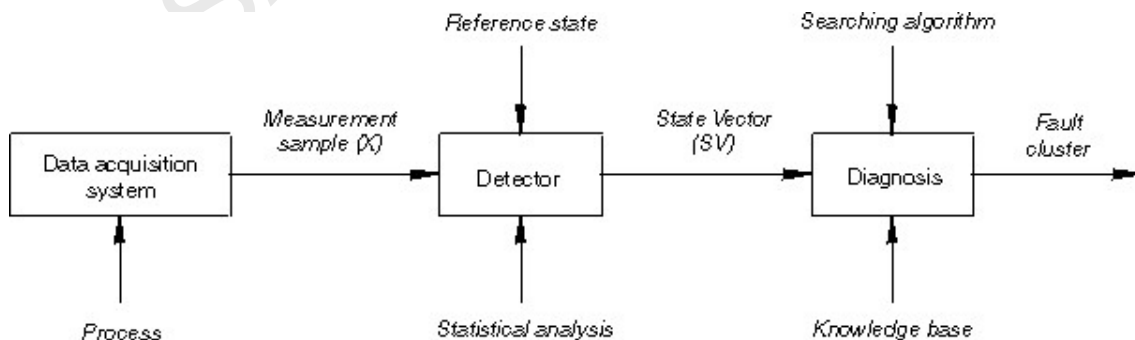 Reference state
Searching algorithm
Measurement
sample (X)
State Vector
(SV)
Fault
cluster
Data acquisition
system
Detector
Diagnosis
Process
Statistical analysis
Knowledge base